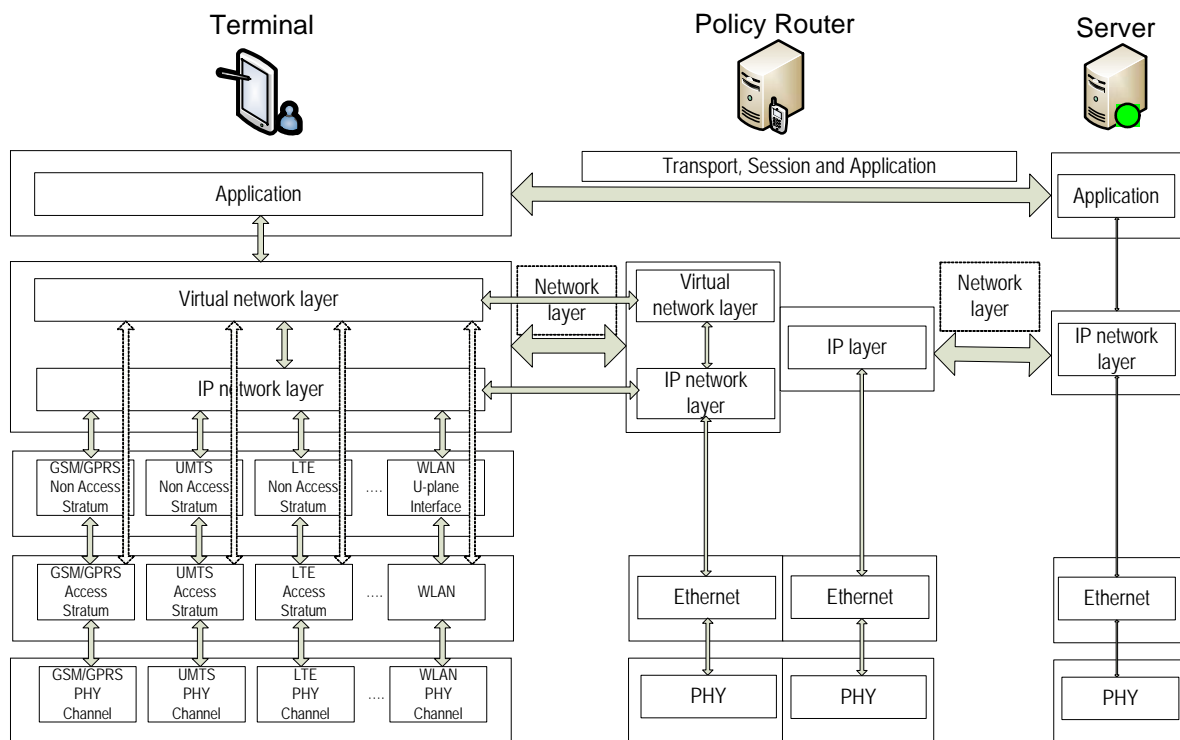 Terminal
Policy Router
Server
Transport, Session and Application
Application
Application
Virtual network layer
Network
layer
Virtual
network layer
Network
layer
IP layer
IP network
layer
IP network layer
IP network
layer
GSM/GPRS
Non Access
Stratum
UMTS
Non Access
Stratum
LTE
Non Access
Stratum
....
WLAN
U-plane
Interface
GSM/GPRS
Access
Stratum
UMTS
Access
Stratum
LTE
Access
Stratum
....
WLAN
Ethernet
Ethernet
Ethernet
GSM/GPRS
PHY
Channel
UMTS
PHY
Channel
LTE
PHY
Channel
....
WLAN
PHY
Channel
PHY
PHY
PHY